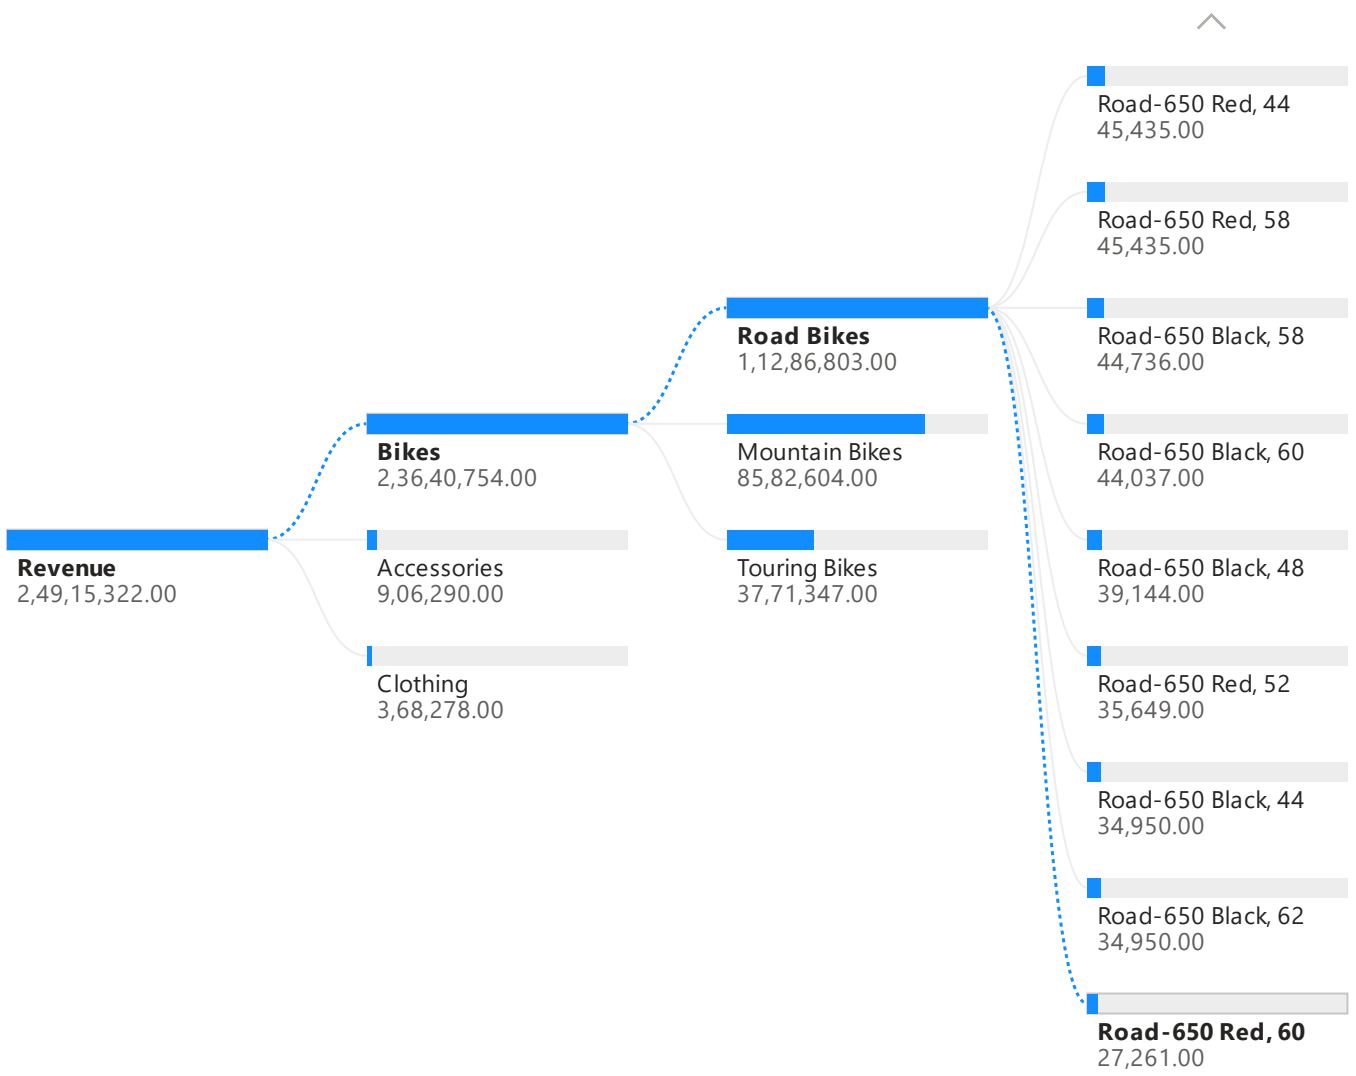 Revenue
2,49,15,322.00
Bikes
2,36,40,754.00
Accessories
9,06,290.00
Clothing
3,68,278.00
Road Bikes
1,12,86,803.00
Mountain Bikes
85,82,604.00
Touring Bikes
37,71,347.00
Road-650 Red, 44
45,435.00
Road-650 Red, 58
45,435.00
Road-650 Black, 58
44,736.00
Road-650 Black, 60
44,037.00
Road-650 Black, 48
39,144.00
Road-650 Red, 52
35,649.00
Road-650 Black, 44
34,950.00
Road-650 Black, 62
34,950.00
Road-650 Red, 60
27,261.00